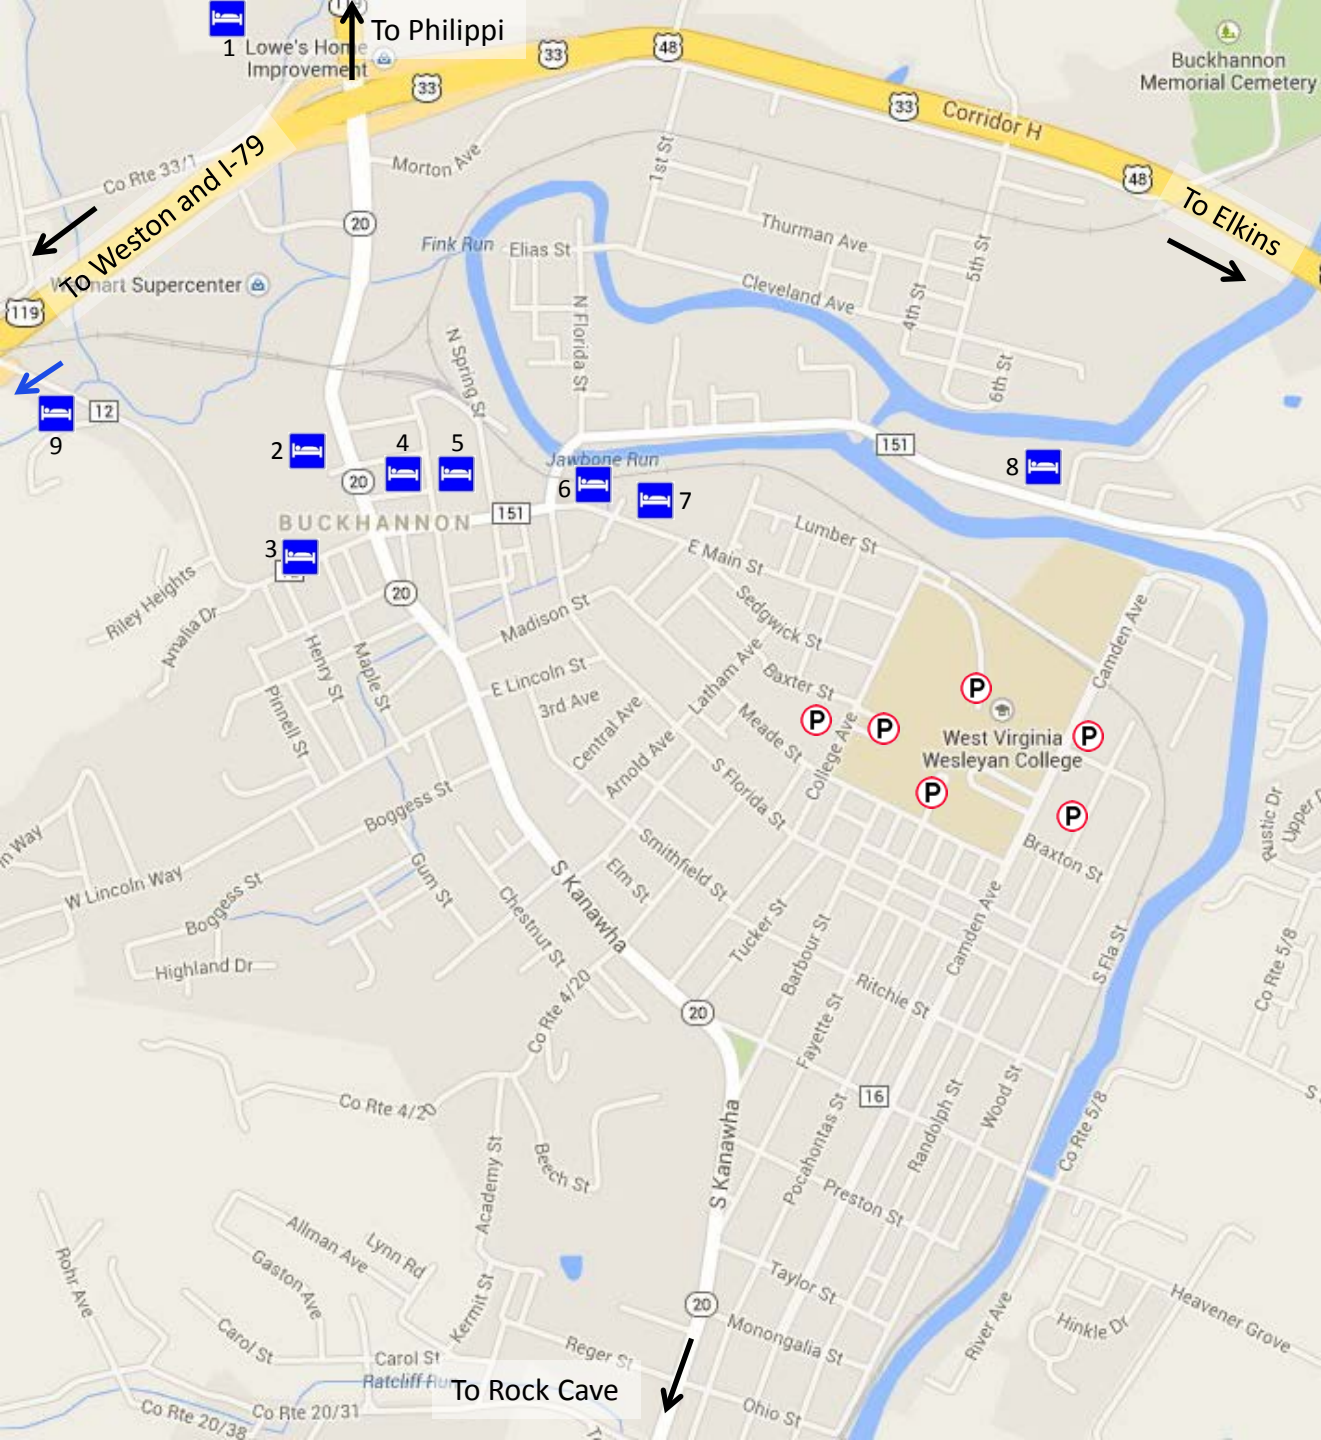 To Philippi
1
Lowe's Home
Improvement
33
48
33
33
Corridor H
Buckhannon
Memorial Cemetery
48
To Elkins
Co Rte 33/1
To Weston and I-79
Morton Ave
1st St
20
Fink Run
Elias St
Thurman Ave
5th St
Cleveland Ave
4th St
6th St
Walmart Supercenter
119
N Florida St
N Spring St
12
9
2
4
5
20
Jawbone Run
151
8
6
7
151
BUCKHANNON
3
Lumber St
E Main St
20
Riley Heights
Amalia Dr
Madison St
Sedgwick St
Camden Ave
Henry St
Maple St
Pinnell St
E Lincoln St
3rd Ave
Central Ave
Arnold Ave
Latham Ave
Baxter St
Meade St
College Ave
P
P
P
P
P
P
West Virginia
Wesleyan College
S Florida St
Boggess St
Braxton St
Rustic Dr
Upper
W Lincoln Way
Boggess St
Highland Dr
Gum St
Smithfield St
Elm St
Chestnut St
S Kanawha
Tucker St
Barbour St
Camden Ave
S Fla St
Co Rte 5/8
Co Rte 4/20
20
Ritchie St
Fayette St
16
Co Rte 4/20
Academy St
Beech St
S Kanawha
Pocahontas St
Randolph St
Wood St
Co Rte 5/8
Preston St
Allman Ave
Lynn Rd
Gaston Ave
Rohr Ave
Kermit St
Carol St
Carol St
Taylor St
20
Monongalia St
River Ave
Hinkle Dr
Heavener Grove
Reger St
Ratcliff Run
To Rock Cave
Co Rte 20/38
Co Rte 20/31
Ohio St